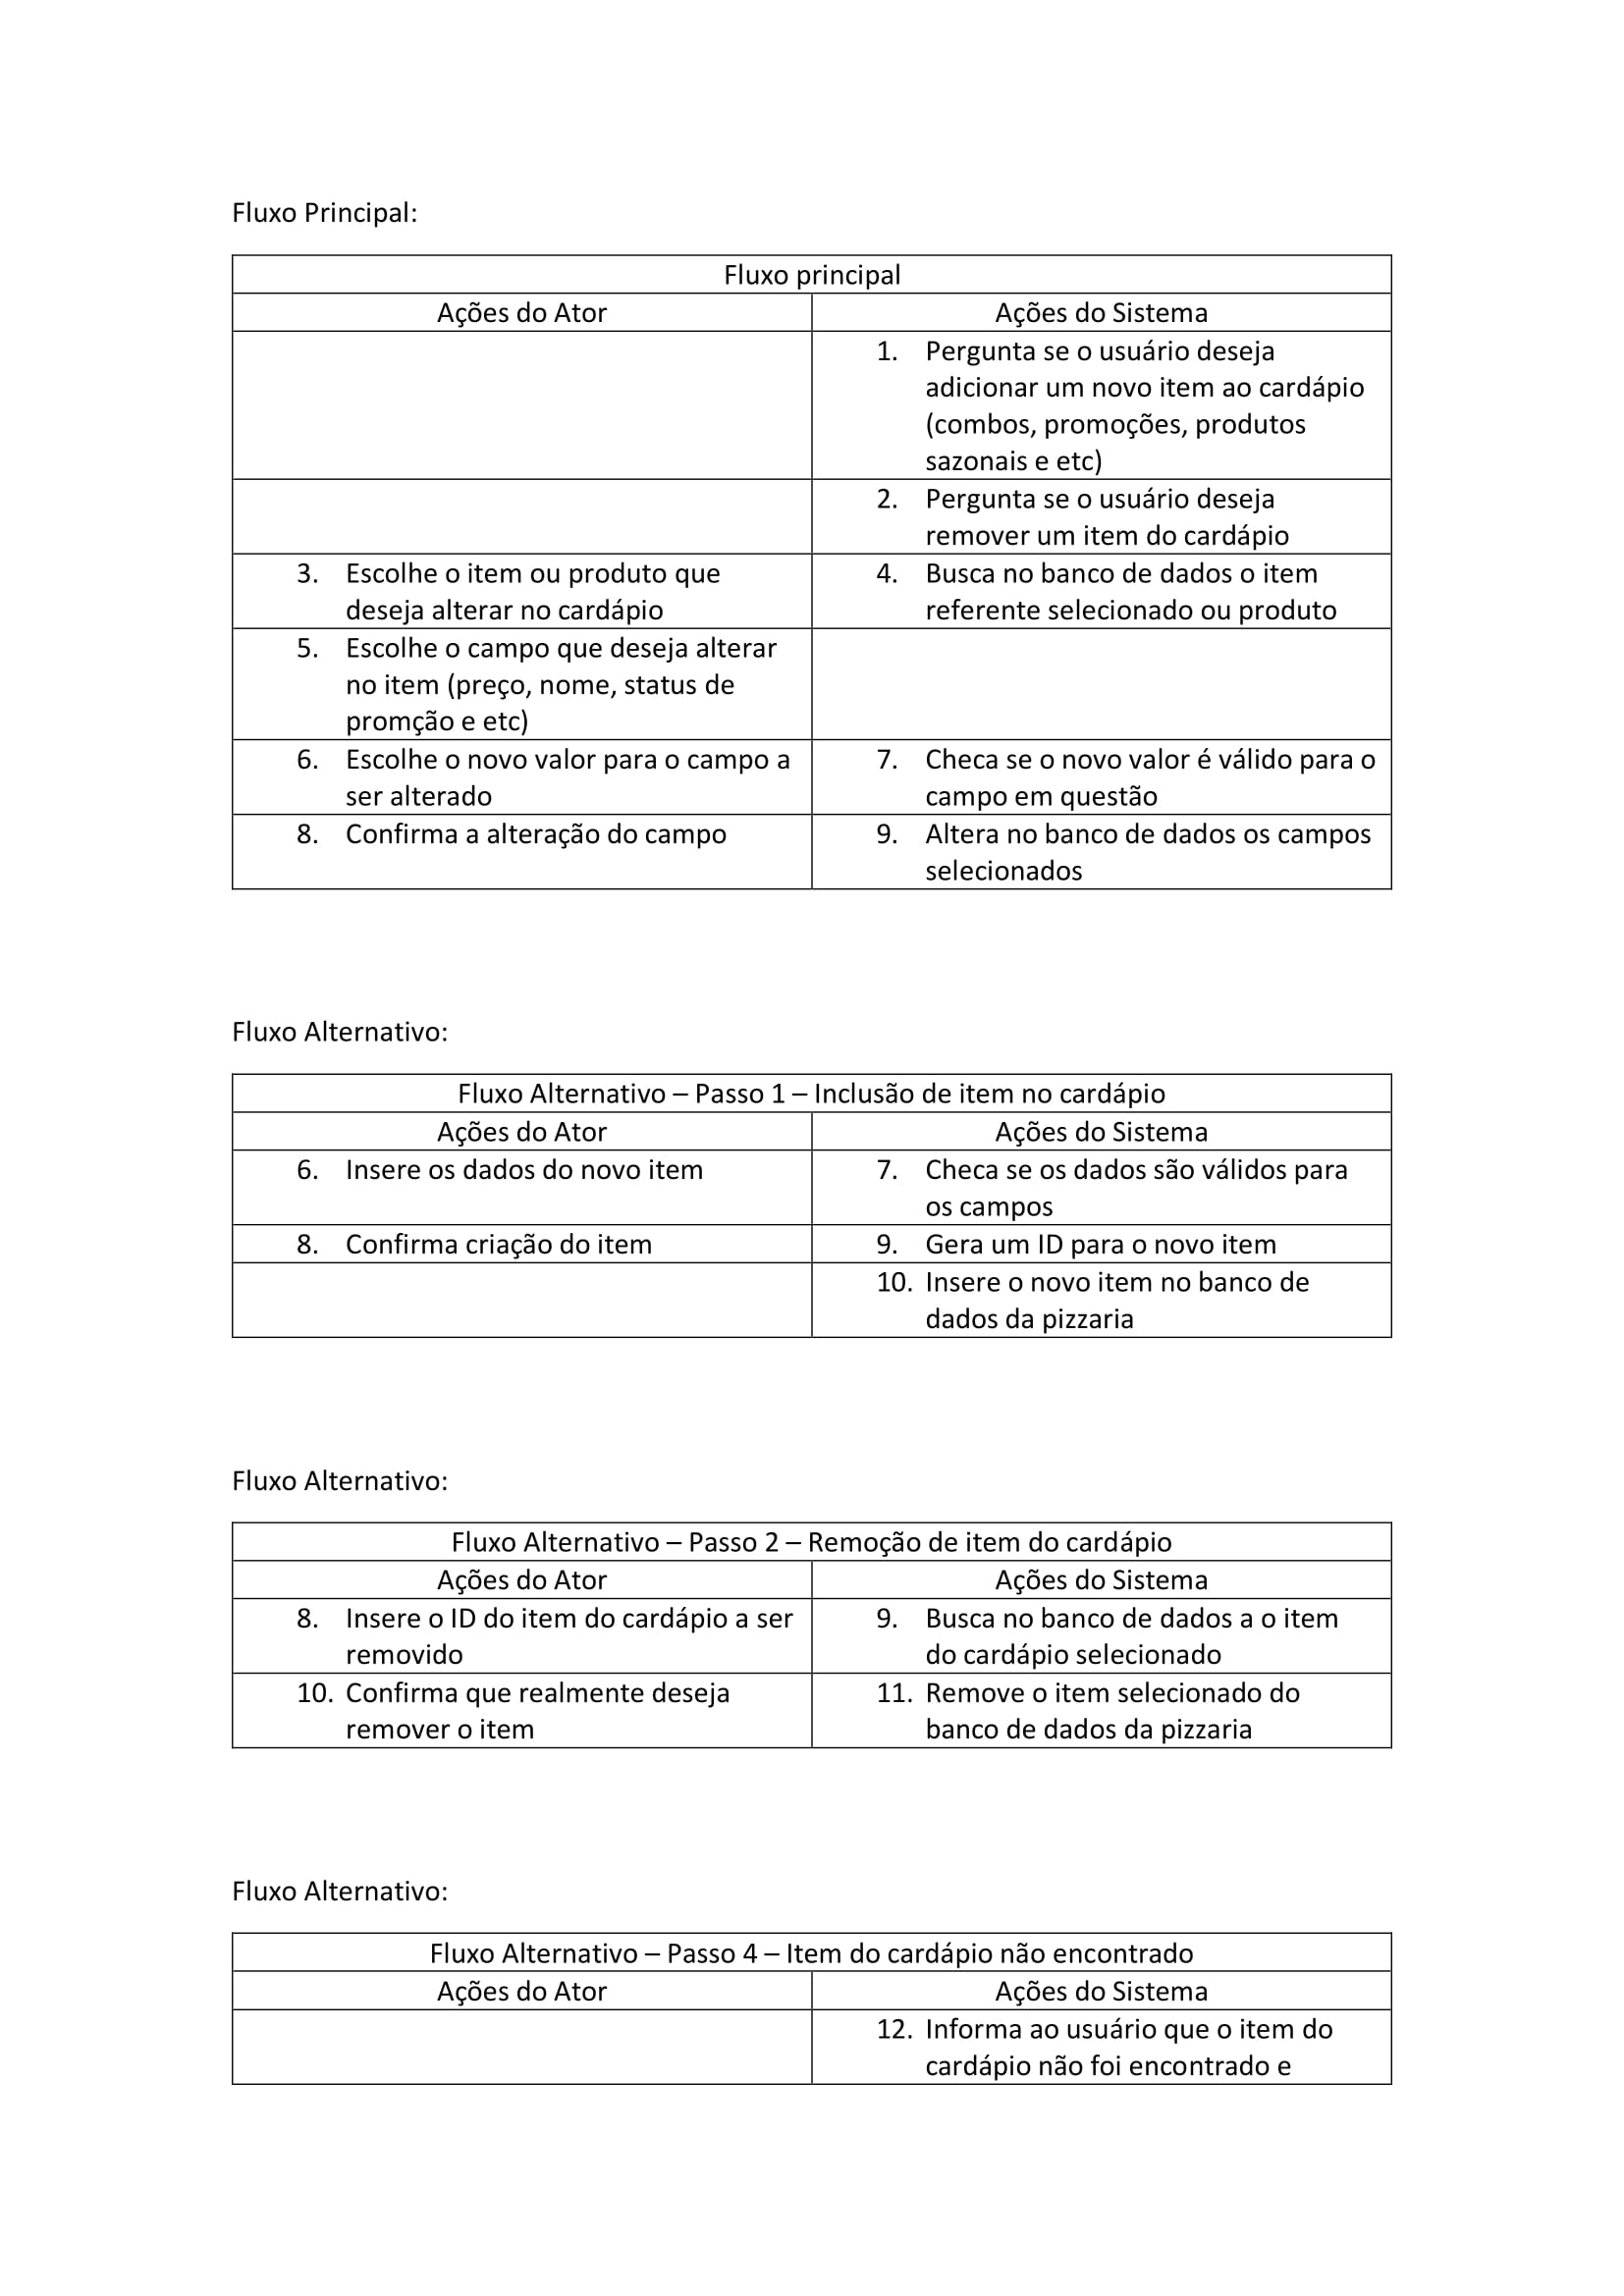 Fluxo Principal:
Fluxo principal
Ações do Ator
Ações do Sistema
1. Pergunta se o usuário deseja
adicionar um novo item ao cardápio
(combos, promoções, produtos
sazonais e etc)
2. Pergunta se o usuário deseja
remover um item do cardápio
3. Escolhe o item ou produto que
deseja alterar no cardápio
4. Busca no banco de dados o item
referente selecionado ou produto
5. Escolhe o campo que deseja alterar
no item (preço, nome, status de
promção e etc)
6. Escolhe o novo valor para o campo a
ser alterado
7. Checa se o novo valor é válido para o
campo em questão
8. Confirma a alteração do campo
9. Altera no banco de dados os campos
selecionados
Fluxo Alternativo:
Fluxo Alternativo – Passo 1 – Inclusão de item no cardápio
Ações do Ator
Ações do Sistema
6. Insere os dados do novo item
7. Checa se os dados são válidos para
os campos
8. Confirma criação do item
9. Gera um ID para o novo item
10. Insere o novo item no banco de
dados da pizzaria
Fluxo Alternativo:
Fluxo Alternativo – Passo 2 – Remoção de item do cardápio
Ações do Ator
Ações do Sistema
8. Insere o ID do item do cardápio a ser
removido
9. Busca no banco de dados a o item
do cardápio selecionado
10. Confirma que realmente deseja
remover o item
11. Remove o item selecionado do
banco de dados da pizzaria
Fluxo Alternativo:
Fluxo Alternativo – Passo 4 – Item do cardápio não encontrado
Ações do Ator
Ações do Sistema
12. Informa ao usuário que o item do
cardápio não foi encontrado e